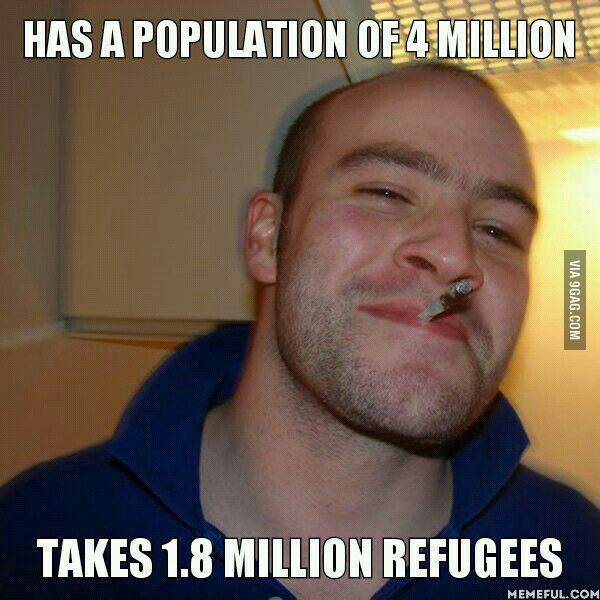 HAS A POPULATION OF 4 MILLION
VIA 9GAG.COM
TAKES 1.8 MILLION REFUGEES
MEMEFUL.COM